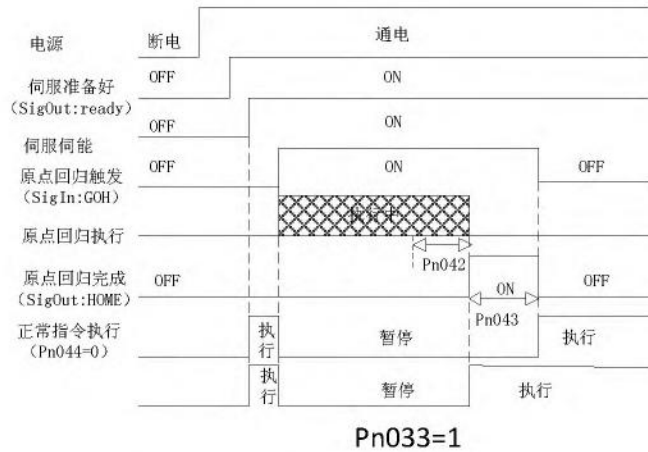 电源 断电 通电
伺服准备好 OFF ON
(SigOut:ready)
OFF ON
伺服伺能
原点回归触发 OFF ON OFF
(SigIn:GOH)
执行中
原点回归执行
Pn042
原点回归完成 OFF ON OFF
(SigOut:HOME)
Pn043
正常指令执行 执行 暂停 执行
(Pn044=0)
执行 暂停 执行
Pn033=1